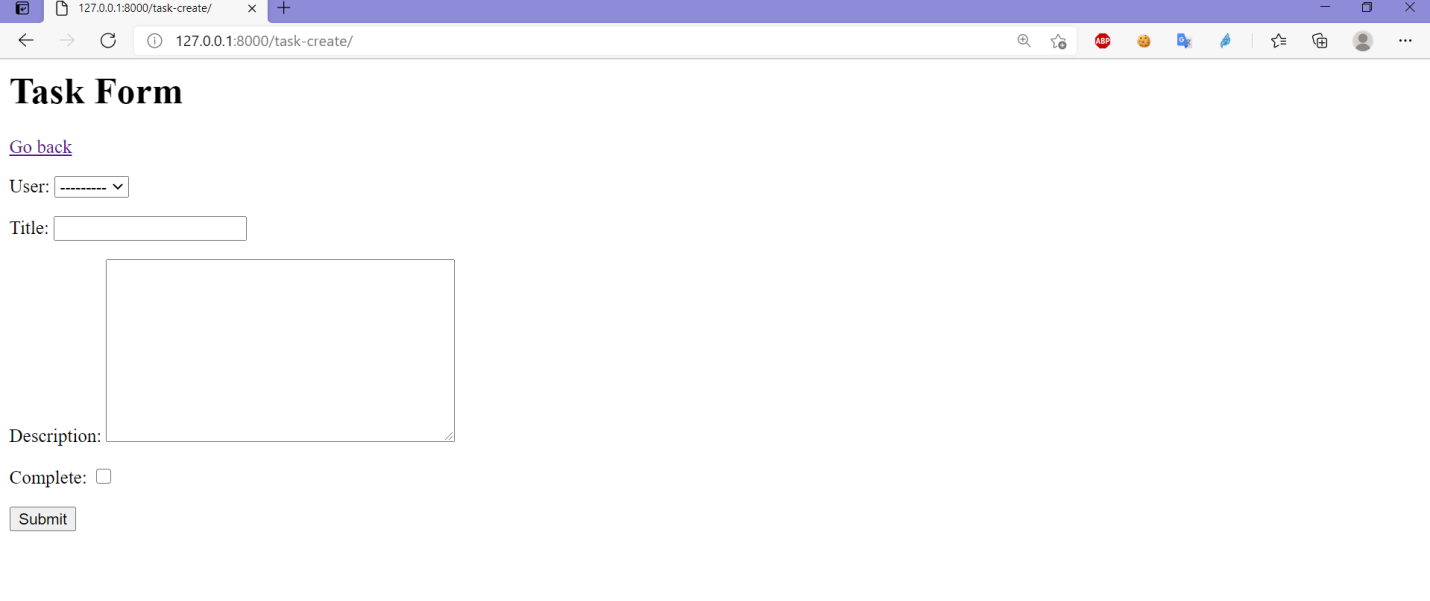 127.0.0.1:8000/task-create/
127.0.0.1:8000/task-create/
ABP
Task Form
Go back
User: ---------
Title:
Description:
Complete:
Submit